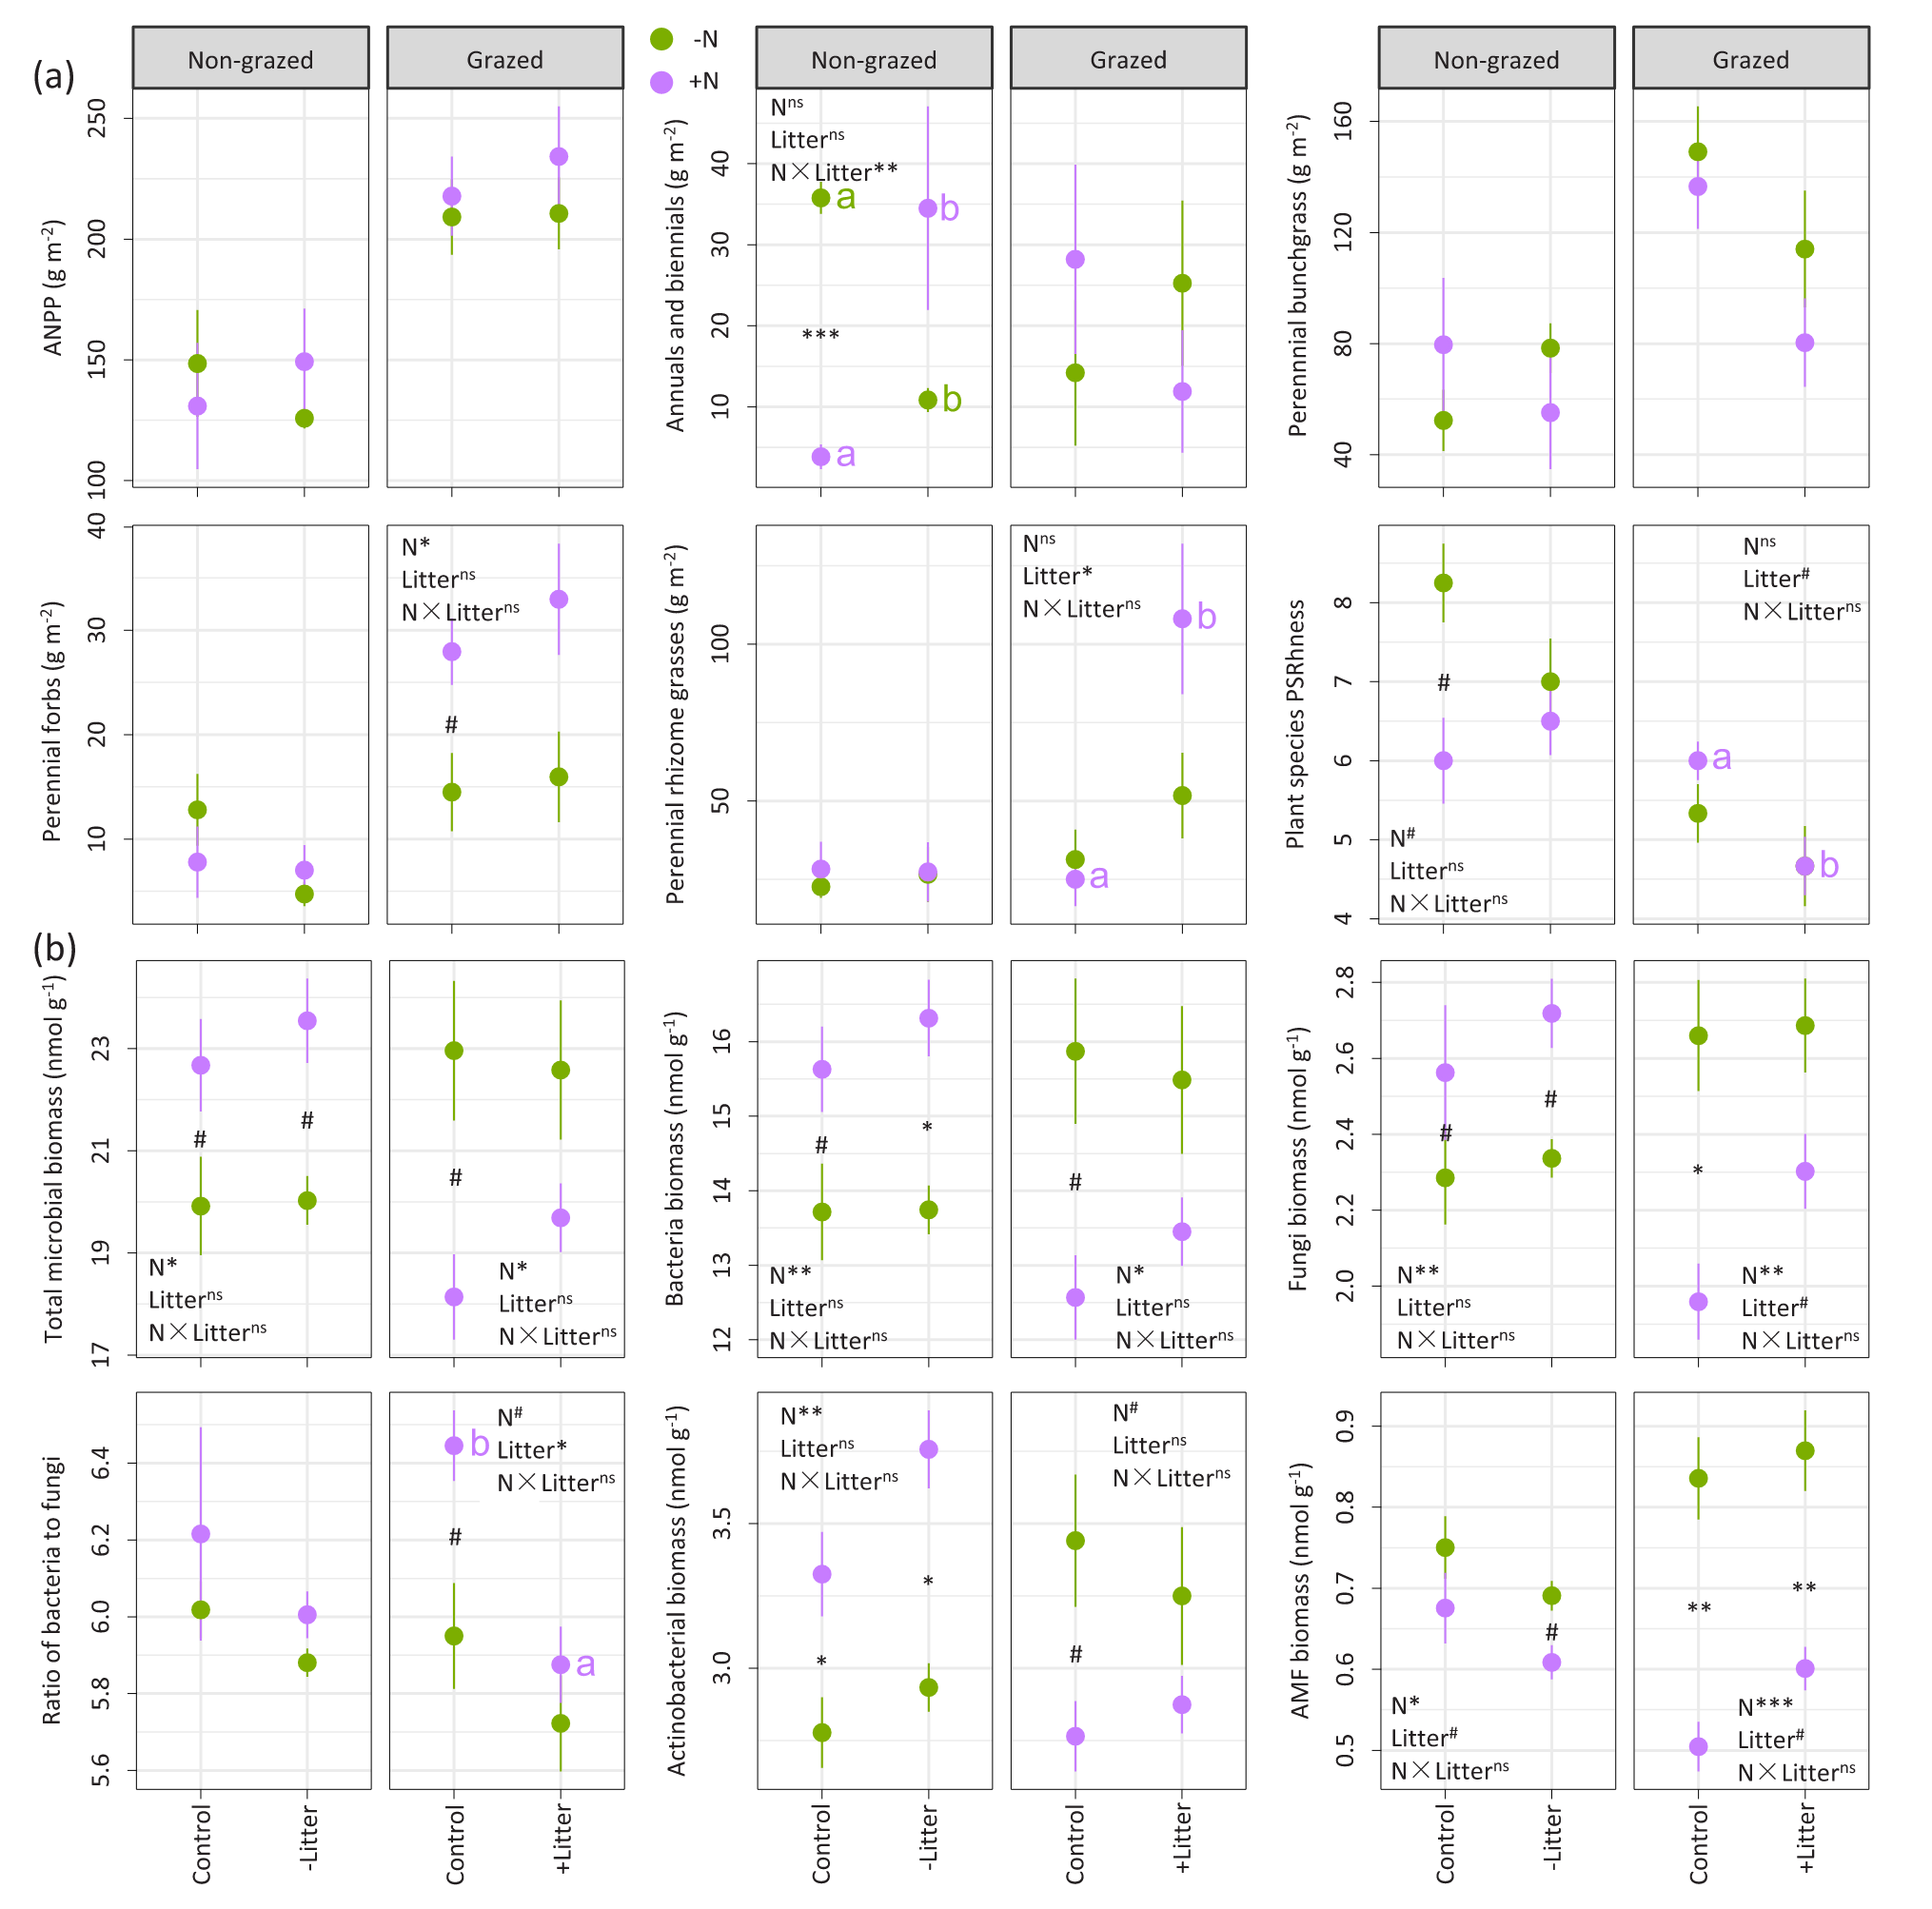 (a)
-N
+N
Non-grazed
Grazed
Non-grazed
Grazed
Non-grazed
Grazed
ANPP (g m⁻²)
250
200
150
100
Annuals and biennials (g m⁻²)
40
30
20
10
Nⁿˢ
Litterⁿˢ
N×Litter**
a
b
***
b
a
Perennnial bunchgrass (g m⁻²)
160
120
80
40
Perennial forbs (g m⁻²)
40
30
20
10
N*
Litterⁿˢ
N×Litterⁿˢ
#
Perennial rhizome grasses (g m⁻²)
100
50
Nⁿˢ
Litter*
N×Litterⁿˢ
b
a
Plant species PSRhness
8
7
6
5
4
#
N#
Litterⁿˢ
N×Litterⁿˢ
Nⁿˢ
Litter#
N×Litterⁿˢ
a
b
(b)
Total microbial biomass (nmol g⁻¹)
23
21
19
17
#
#
N*
Litterⁿˢ
N×Litterⁿˢ
#
N*
Litterⁿˢ
N×Litterⁿˢ
Bacteria biomass (nmol g⁻¹)
16
15
14
13
12
#
*
N**
Litterⁿˢ
N×Litterⁿˢ
#
N*
Litterⁿˢ
N×Litterⁿˢ
Fungi biomass (nmol g⁻¹)
2.8
2.6
2.4
2.2
2.0
#
#
N**
Litterⁿˢ
N×Litterⁿˢ
*
N**
Litter#
N×Litterⁿˢ
Ratio of bacteria to fungi
6.4
6.2
6.0
5.8
5.6
N#
b
Litter*
N×Litterⁿˢ
#
a
Actinobacterial biomass (nmol g⁻¹)
3.5
3.0
N**
Litterⁿˢ
N×Litterⁿˢ
*
*
N#
Litterⁿˢ
N×Litterⁿˢ
#
AMF biomass (nmol g⁻¹)
0.9
0.8
0.7
0.6
0.5
#
N*
Litter#
N×Litterⁿˢ
**
**
N***
Litter#
N×Litterⁿˢ
Control
-Litter
Control
+Litter
Control
-Litter
Control
+Litter
Control
-Litter
Control
+Litter